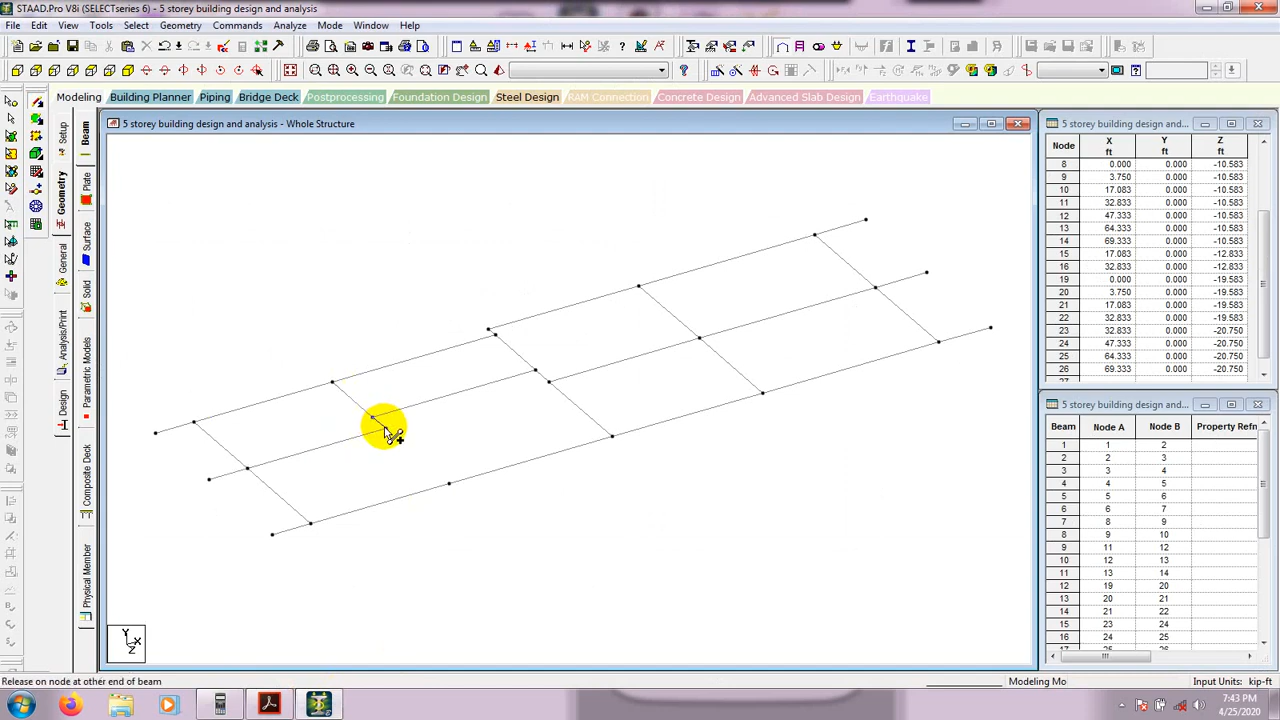 STAAD.Pro V8i (SELECTseries 6) - 5 storey building design and analysis
File Edit View Tools Select Geometry Commands Analyze Mode Window Help
Modeling Building Planner Piping Bridge Deck Postprocessing Foundation Design Steel Design RAM Connection Concrete Design Advanced Slab Design Earthquake
Setup
Geometry
General
Analysis/Print
Design
Beam
Plate
Surface
Solid
Parametric Models
Composite Deck
Physical Member
5 storey building design and analysis - Whole Structure
Y
X
Z
5 storey building design and...
Node X ft Y ft Z ft
8 0.000 0.000 -10.583
9 3.750 0.000 -10.583
10 17.083 0.000 -10.583
11 32.833 0.000 -10.583
12 47.333 0.000 -10.583
13 64.333 0.000 -10.583
14 69.333 0.000 -10.583
15 17.083 0.000 -12.833
16 32.833 0.000 -12.833
19 0.000 0.000 -19.583
20 3.750 0.000 -19.583
21 17.083 0.000 -19.583
22 32.833 0.000 -19.583
23 32.833 0.000 -20.750
24 47.333 0.000 -20.750
25 64.333 0.000 -20.750
26 69.333 0.000 -20.750
5 storey building design and...
Beam Node A Node B Property Refn
1 1 2
2 2 3
3 3 4
4 4 5
5 5 6
6 6 7
7 8 9
8 9 10
9 11 12
10 12 13
11 13 14
12 19 20
13 20 21
14 21 22
15 23 24
16 24 25
Release on node at other end of beam
Modeling Mo
Input Units: kip-ft
7:43 PM
4/25/2020